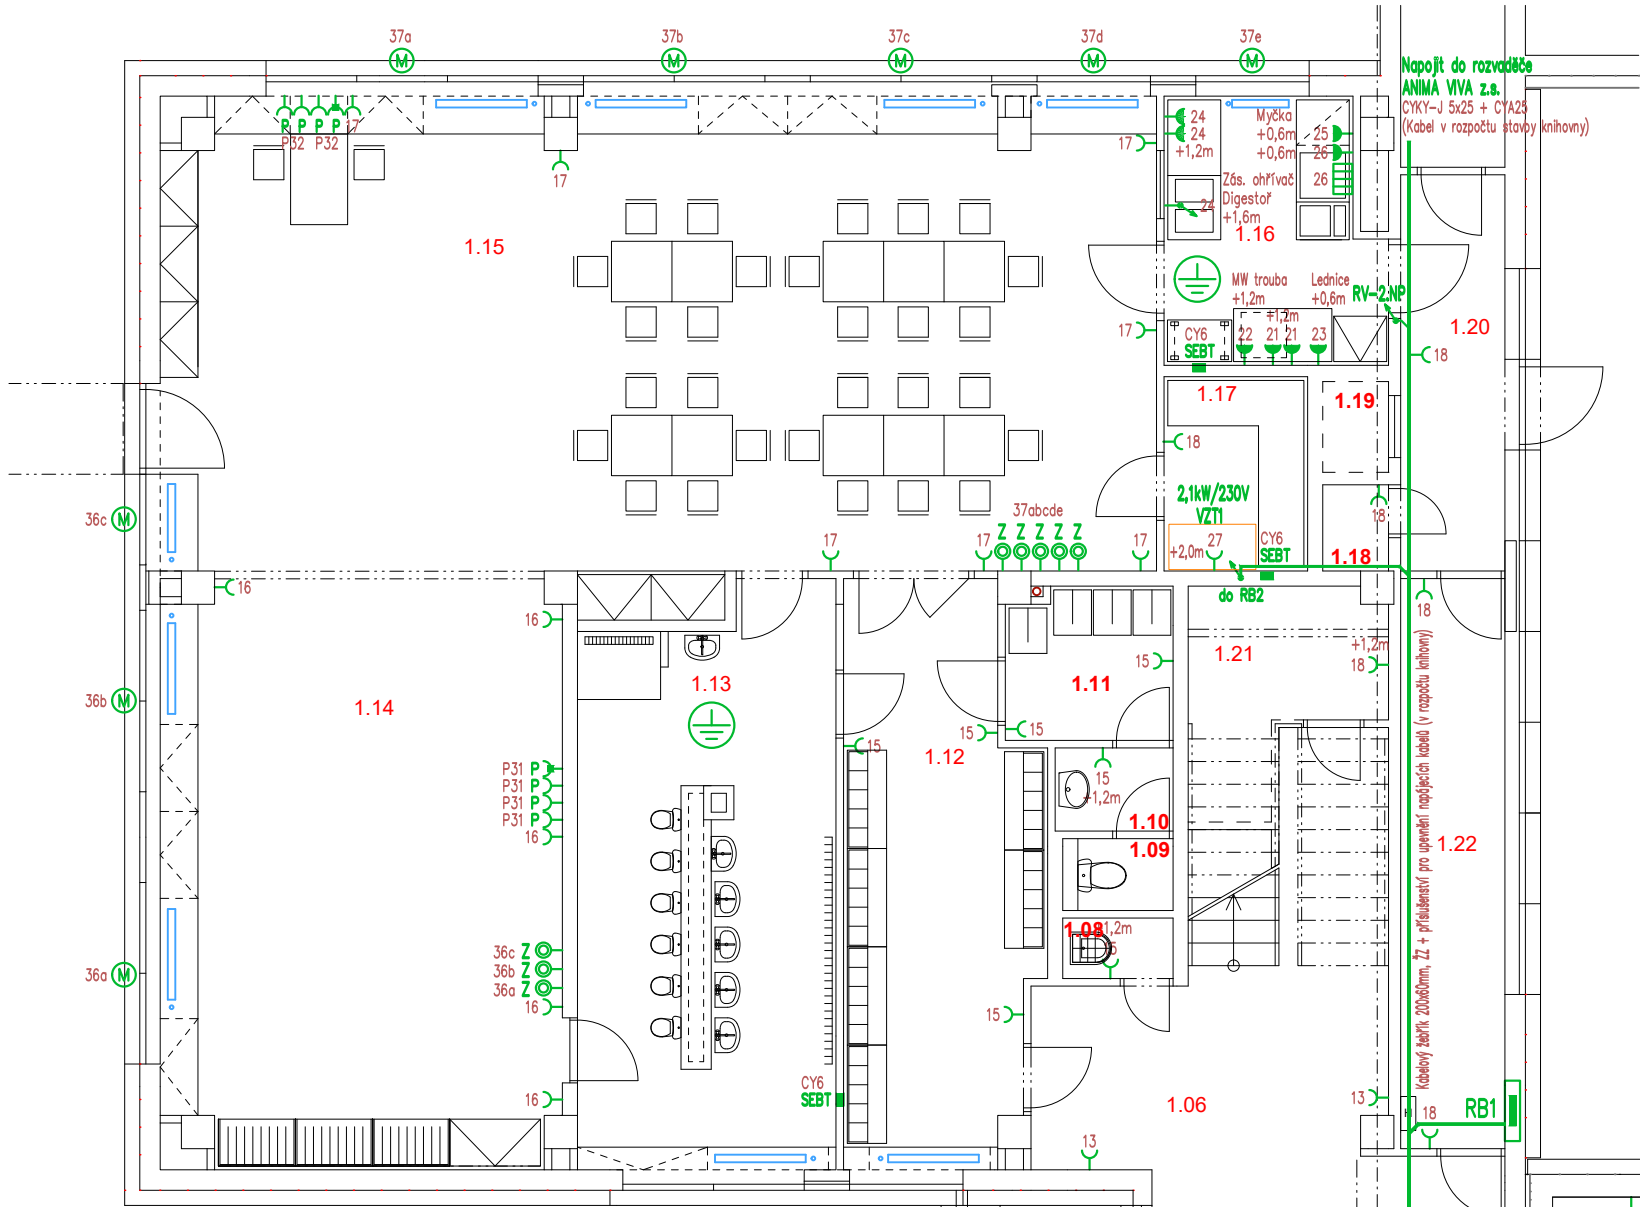 37a
37b
37c
37d
37e
M
M
M
M
M
Napojit do rozvaděče
ANIMA VIVA z.s.
CYKY-J 5x25 + CYA25
(Kabel v rozpočtu stavby knihovny)
P P P P 17
P32 P32
17
17
24
24
+1,2m
Myčka
+0,6m
+0,6m
25
26
26
Zás. ohřívač
Digestoř
+1,6m
24
1.15
1.16
MW trouba
+1,2m
Lednice
+0,6m
+1,2m
RV-2.NP
1.20
17
CY6
SEBT
22
21
21
23
18
1.17
1.19
18
2,1kW/230V
VZT1
18
36c
M
37abcde
Z Z Z Z Z
17
17
17
+2,0m
27
CY6
SEBT
1.18
do RB2
16
16
18
15
1.21
+1,2m
18
1.13
1.11
36b
M
1.14
15
15
15
1.12
15
+1,2m
P31 P
P31 P
P31 P
P31 P
16
1.10
1.09
1.22
Kabelový žebřík 200x60mm, ŽZ + příslušenství pro upevnění napájecích kabelů (v rozpočtu knihovny)
1.08
1,2m
36c Z
36b Z
36a Z
36a
M
16
15
CY6
SEBT
16
1.06
13
18
RB1
13